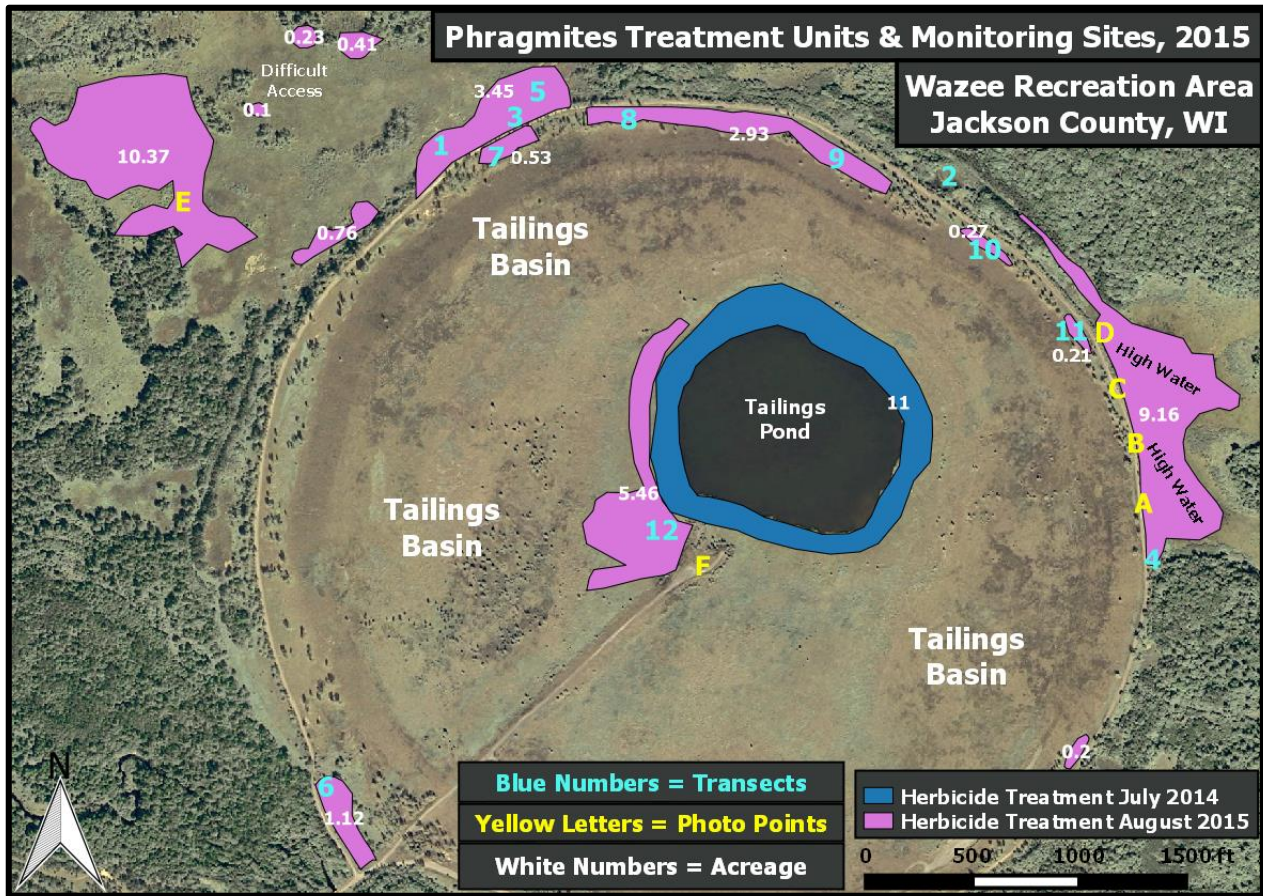 Phragmites Treatment Units & Monitoring Sites, 2015
Wazee Recreation Area
Jackson County, WI
0.23
0.41
Difficult
Access
0.1
3.45
5
3
1
7
0.53
8
2.93
9
2
10.37
E
0.76
0.27
10
Tailings
Basin
11
0.21
D
High Water
C
9.16
B
High Water
A
4
Tailings
Pond
11
5.46
12
F
Tailings
Basin
Tailings
Basin
0.2
6
1.12
N
Blue Numbers = Transects
Yellow Letters = Photo Points
White Numbers = Acreage
Herbicide Treatment July 2014
Herbicide Treatment August 2015
0 500 1000 1500 ft